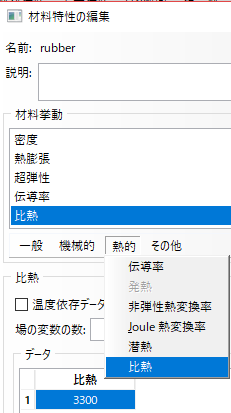 材料特性の編集
名前: rubber
説明:
材料挙動
密度
熱膨張
超弾性
伝導率
比熱
一般 機械的 熱的 その他
伝導率
発熱
非弾性熱変換率
Joule 熱変換率
潜熱
比熱
比熱
温度依存データ
場の変数の数:
データ
比熱
1 3300